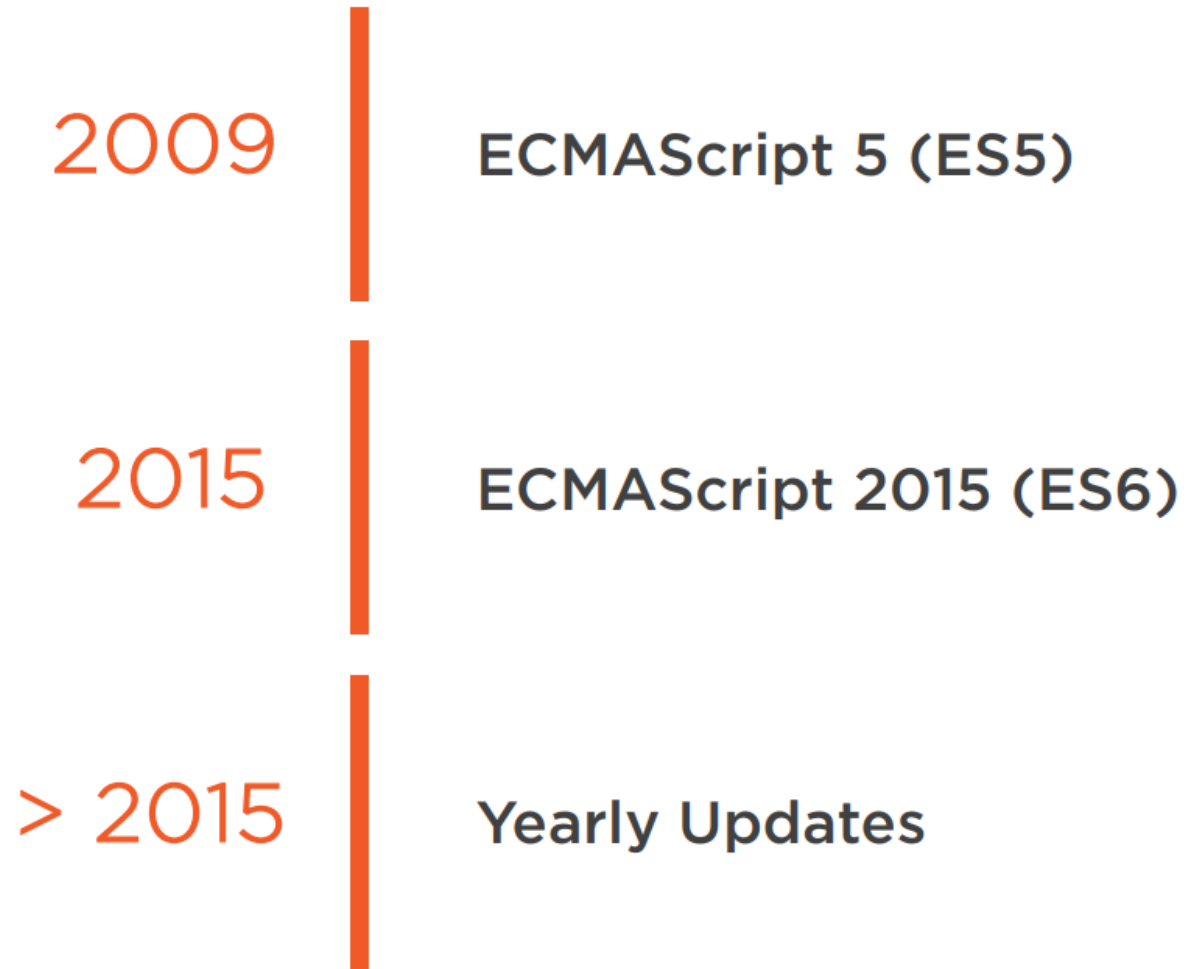 2009
ECMAScript 5 (ES5)
2015
ECMAScript 2015 (ES6)
> 2015
Yearly Updates